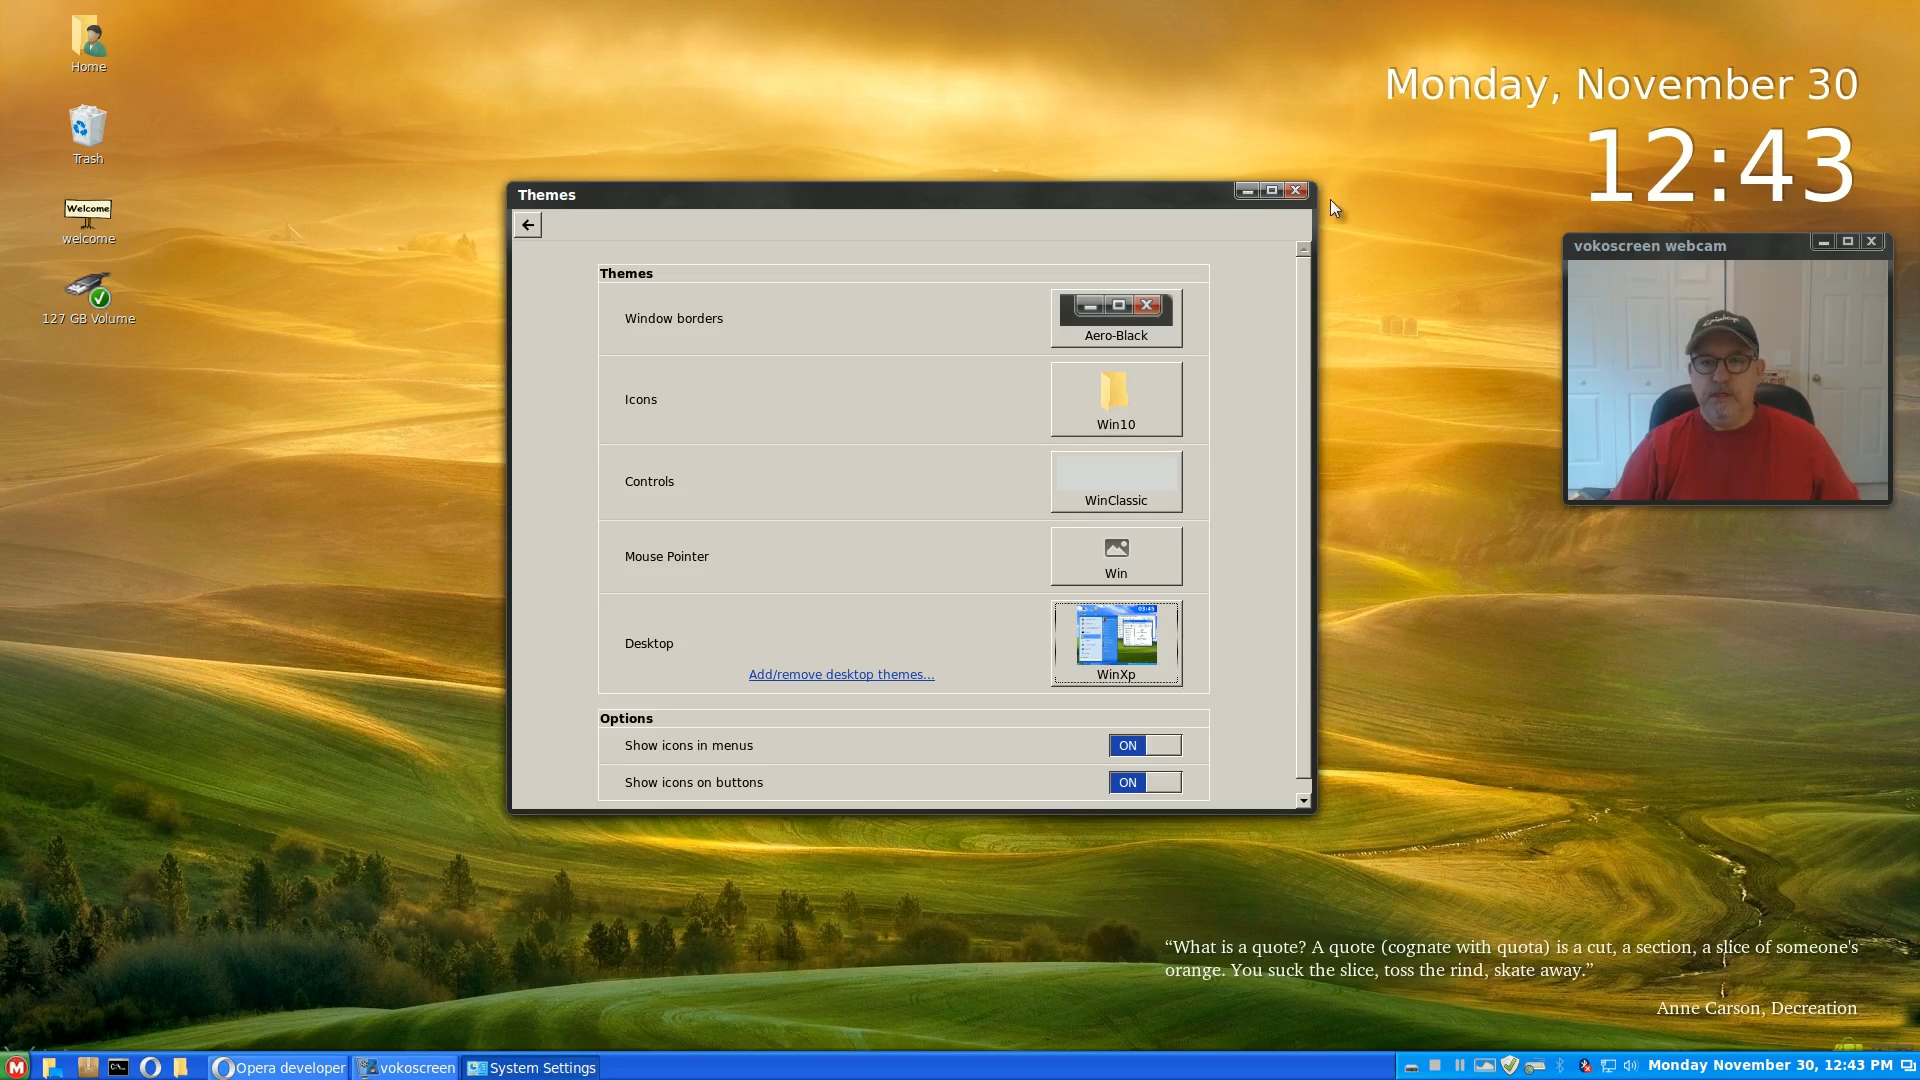 Home
Trash
Welcome
welcome
127 GB Volume
Monday, November 30
12:43
vokoscreen webcam
Epiphone
Themes
Themes
Window borders
Aero-Black
Icons
Win10
Controls
WinClassic
Mouse Pointer
Win
Desktop
03:45
Add/remove desktop themes...
WinXp
Options
Show icons in menus
ON
Show icons on buttons
ON
“What is a quote? A quote (cognate with quota) is a cut, a section, a slice of someone's
orange. You suck the slice, toss the rind, skate away.”
Anne Carson, Decreation
Opera developer
vokoscreen
System Settings
Monday November 30, 12:43 PM